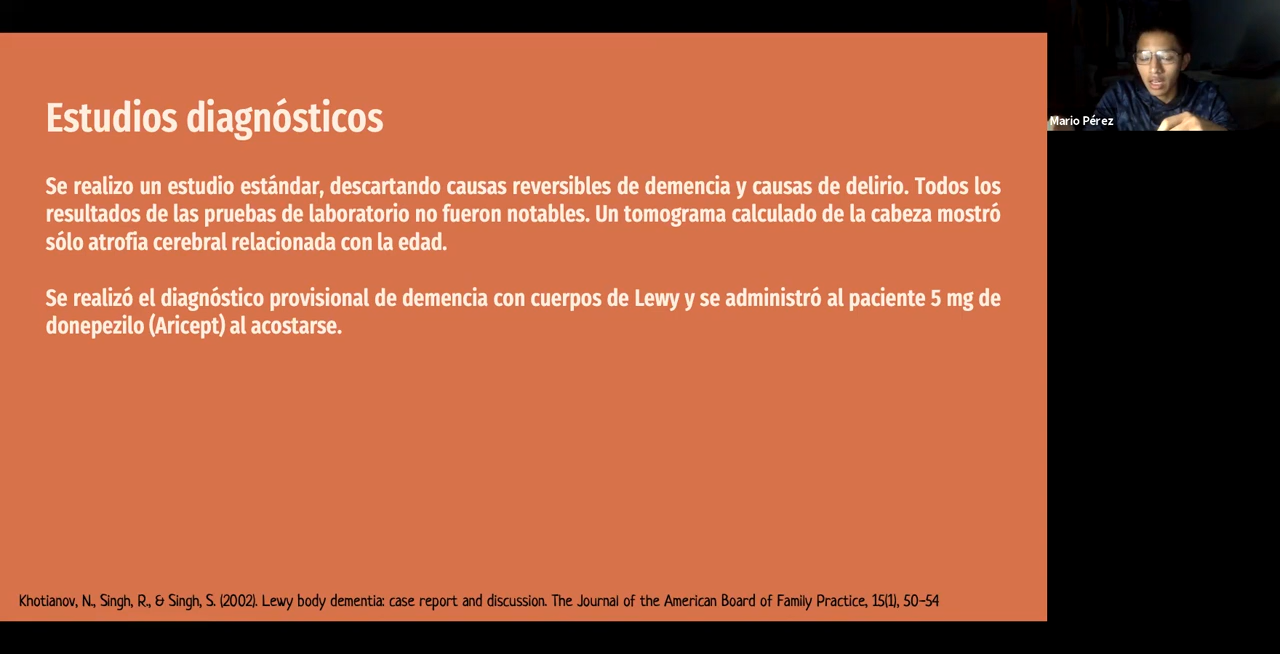 Estudios diagnósticos
Se realizo un estudio estándar, descartando causas reversibles de demencia y causas de delirio. Todos los
resultados de las pruebas de laboratorio no fueron notables. Un tomograma calculado de la cabeza mostró
sólo atrofia cerebral relacionada con la edad.
Se realizó el diagnóstico provisional de demencia con cuerpos de Lewy y se administró al paciente 5 mg de
donepezilo (Aricept) al acostarse.
Khotianov, N., Singh, R., & Singh, S. (2002). Lewy body dementia: case report and discussion. The Journal of the American Board of Family Practice, 15(1), 50-54
Mario Pérez